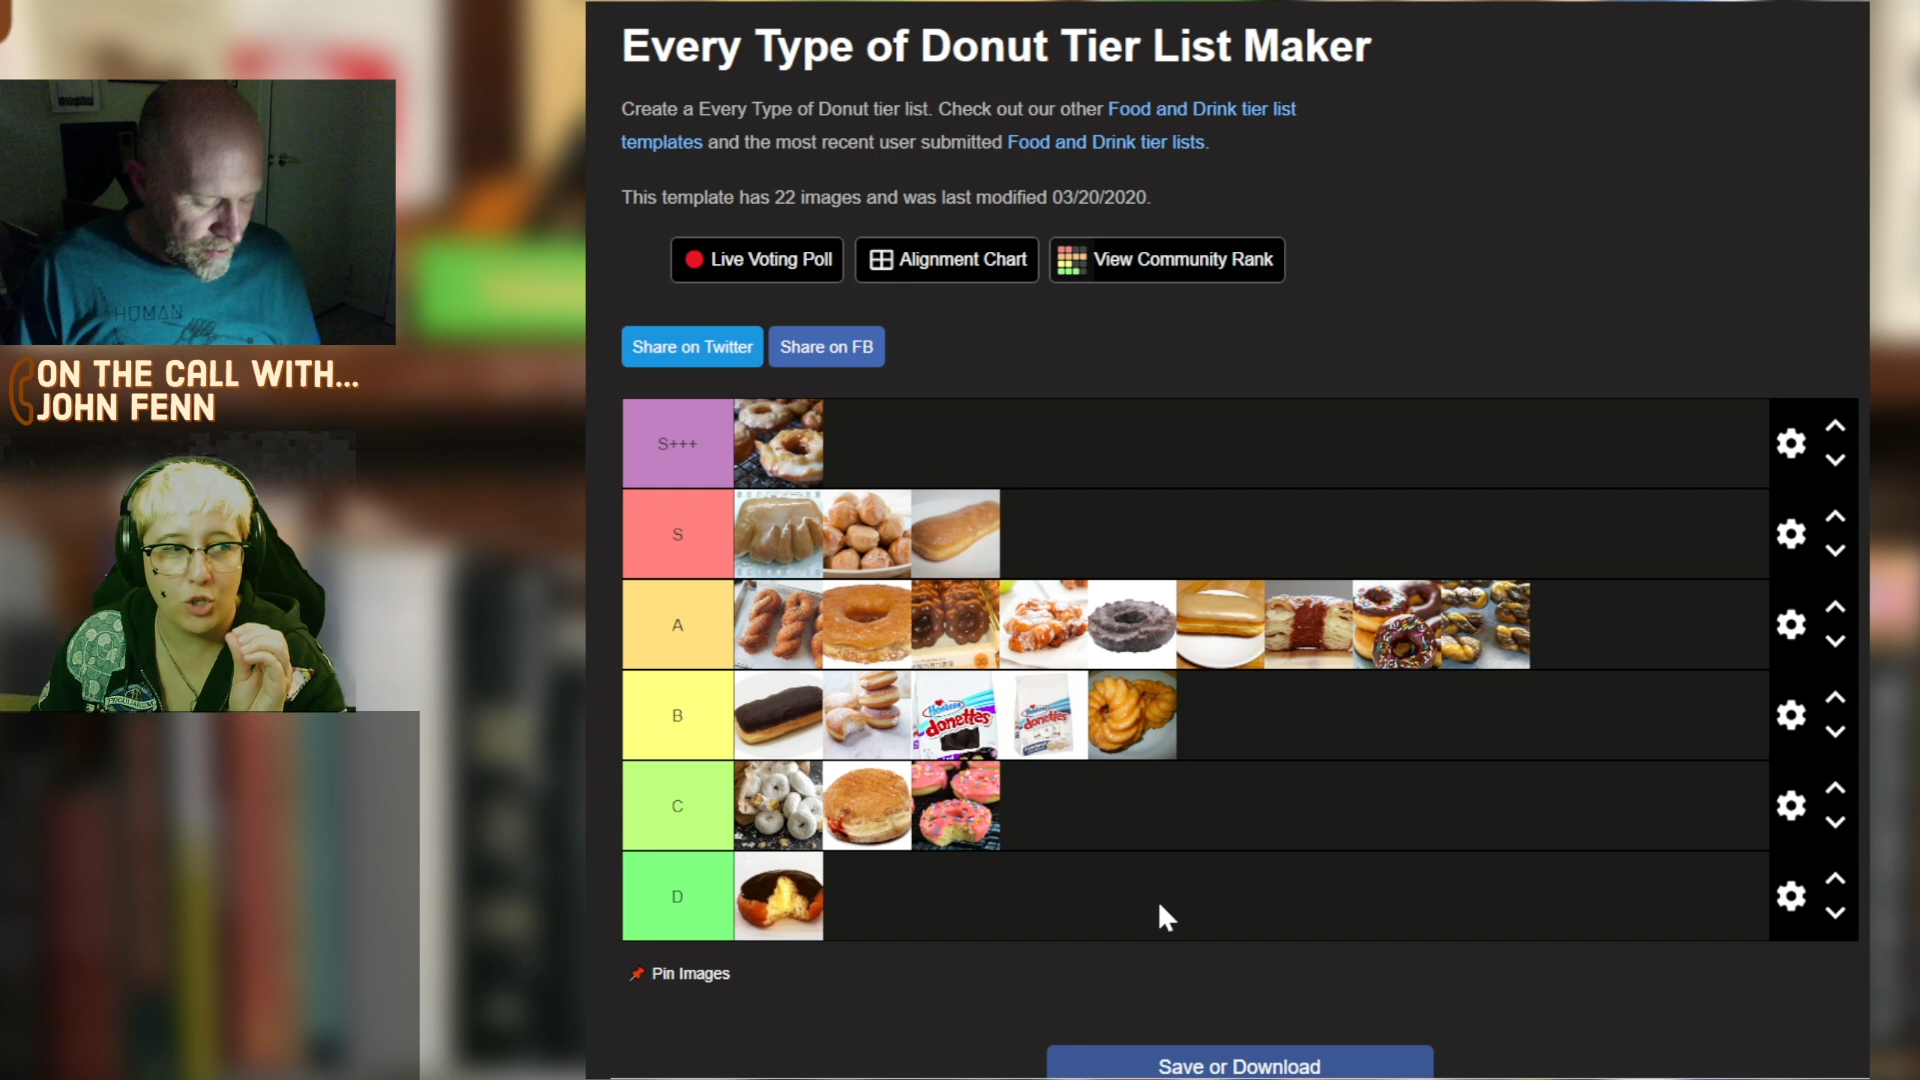 Every Type of Donut Tier List Maker
Create a Every Type of Donut tier list. Check out our other Food and Drink tier list
templates and the most recent user submitted Food and Drink tier lists.
This template has 22 images and was last modified 03/20/2020.
Live Voting Poll
Alignment Chart
View Community Rank
Share on Twitter
Share on FB
HUMAN
ON THE CALL WITH...
JOHN FENN
S+++
S
A
B
Hostess
donettes
Hostess
donettes
C
D
Pin Images
Save or Download